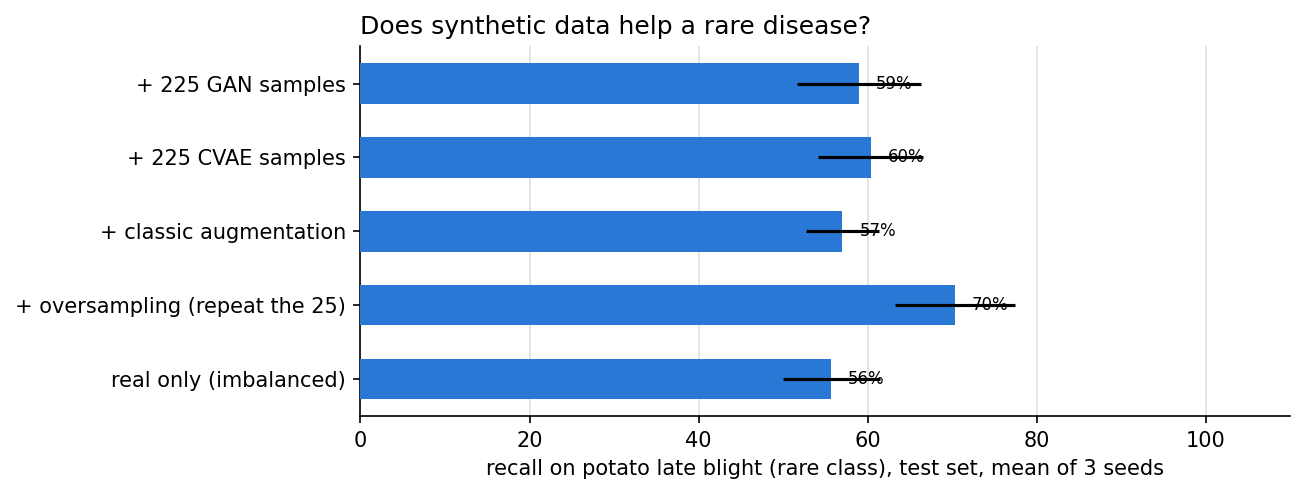 Does synthetic data help a rare disease?
+ 225 GAN samples
59%
+ 225 CVAE samples
60%
+ classic augmentation
57%
+ oversampling (repeat the 25)
70%
real only (imbalanced)
56%
0 20 40 60 80 100
recall on potato late blight (rare class), test set, mean of 3 seeds